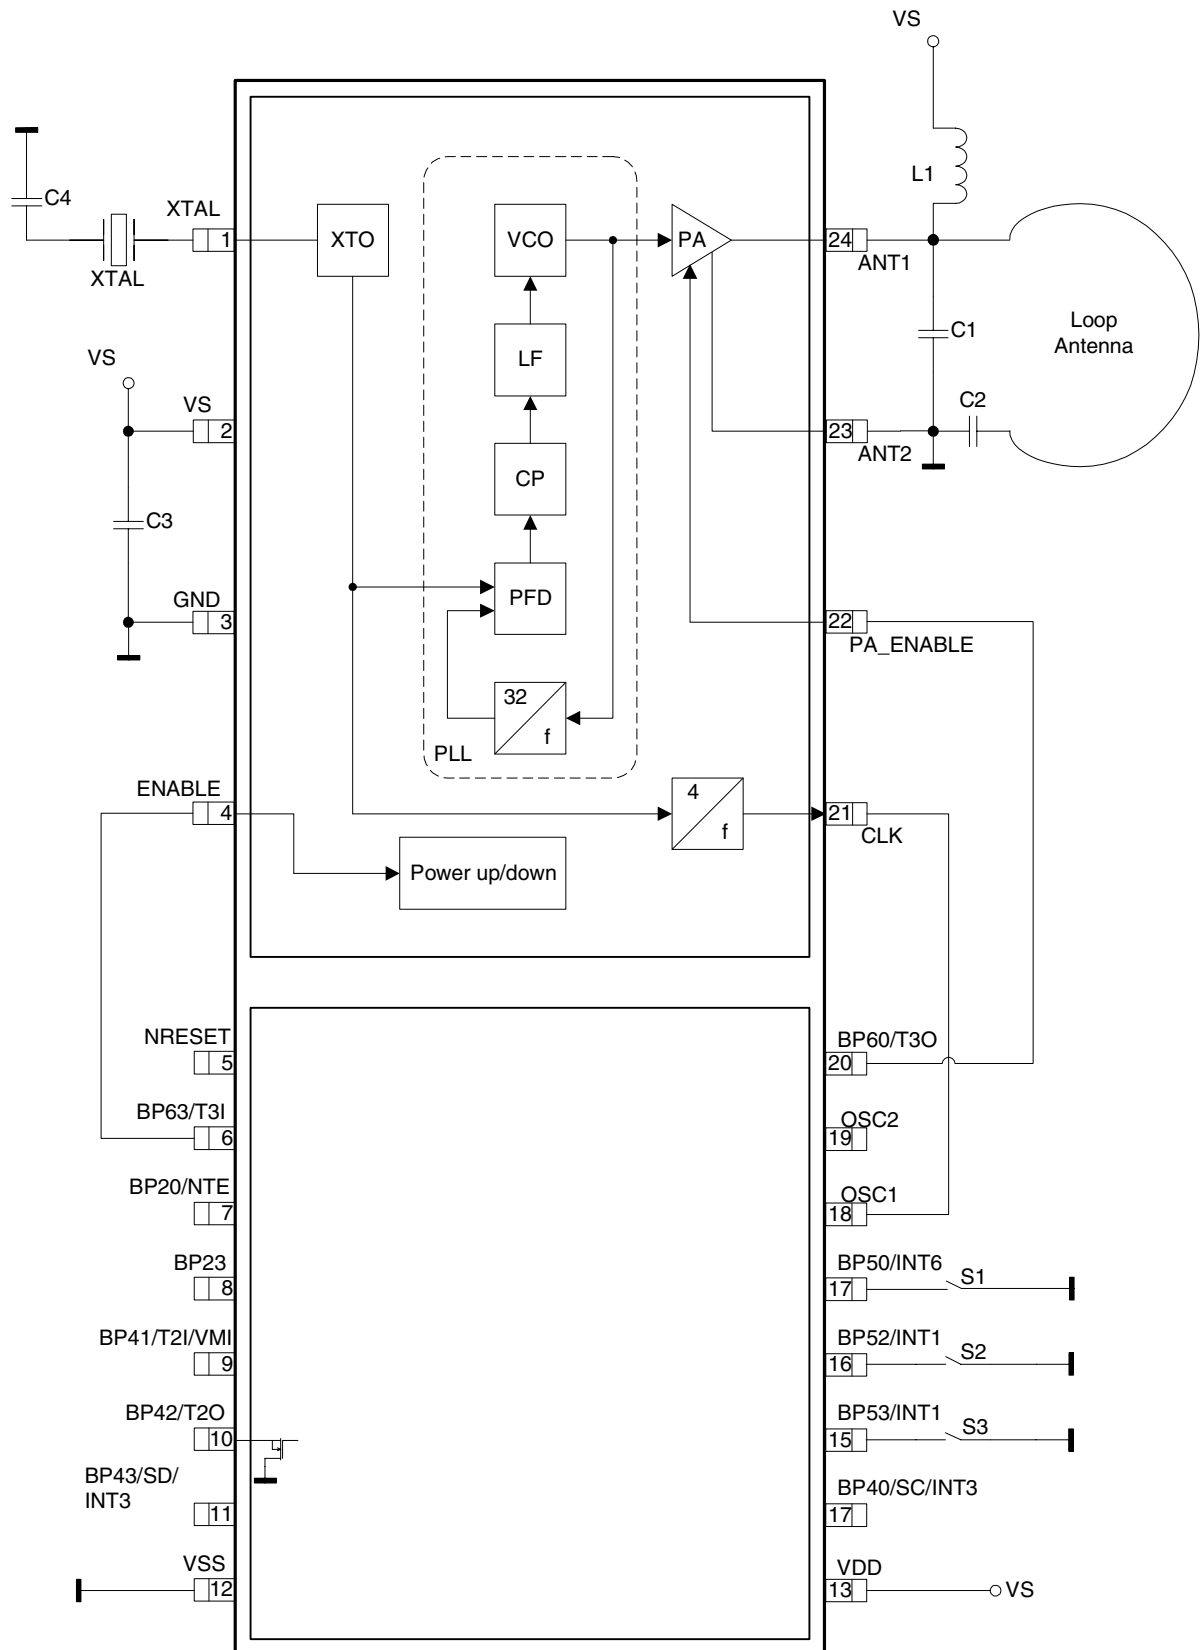 VS
L1
C4
XTAL
1
XTAL
XTO
VCO
PA
24
ANT1
Loop
Antenna
C1
LF
VS
VS
2
C2
23
ANT2
CP
C3
GND
3
PFD
22
PA_ENABLE
32
f
PLL
ENABLE
4
4
f
21
CLK
Power up/down
NRESET
5
BP60/T3O
20
BP63/T3I
6
OSC2
19
BP20/NTE
7
OSC1
18
BP23
8
BP50/INT6
17
S1
BP41/T2I/VMI
9
BP52/INT1
16
S2
BP42/T2O
10
BP53/INT1
15
S3
BP43/SD/
INT3
11
BP40/SC/INT3
17
VSS
12
VDD
13
VS